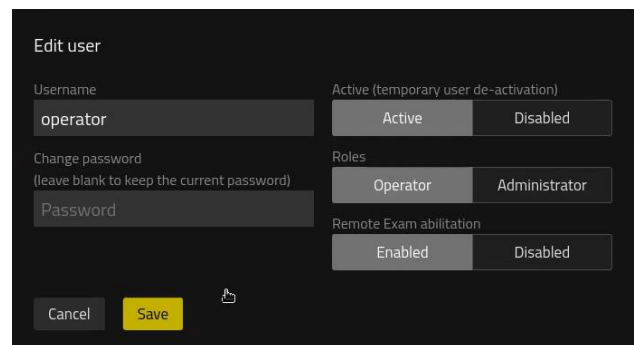 Edit user
Username
operator
Change password
(leave blank to keep the current password)
Password
Active (temporary user de-activation)
Active Disabled
Roles
Operator Administrator
Remote Exam abilitation
Enabled Disabled
Cancel Save